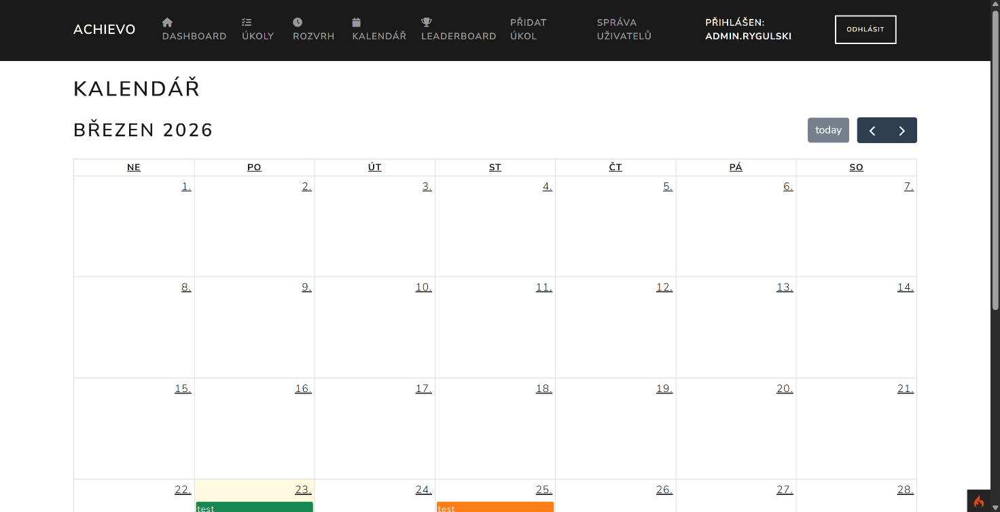 ACHIEVO
DASHBOARD
ÚKOLY
ROZVRH
KALENDÁŘ
LEADERBOARD
PŘIDAT
ÚKOL
SPRÁVA
UŽIVATELŮ
PŘIHLÁŠEN:
ADMIN.RYGULSKI
ODHLÁSIT
KALENDÁŘ
BŘEZEN 2026
today
NE PO ÚT ST ČT PÁ SO
1. 2. 3. 4. 5. 6. 7.
8. 9. 10. 11. 12. 13. 14.
15. 16. 17. 18. 19. 20. 21.
22. 23. 24. 25. 26. 27. 28.
test test